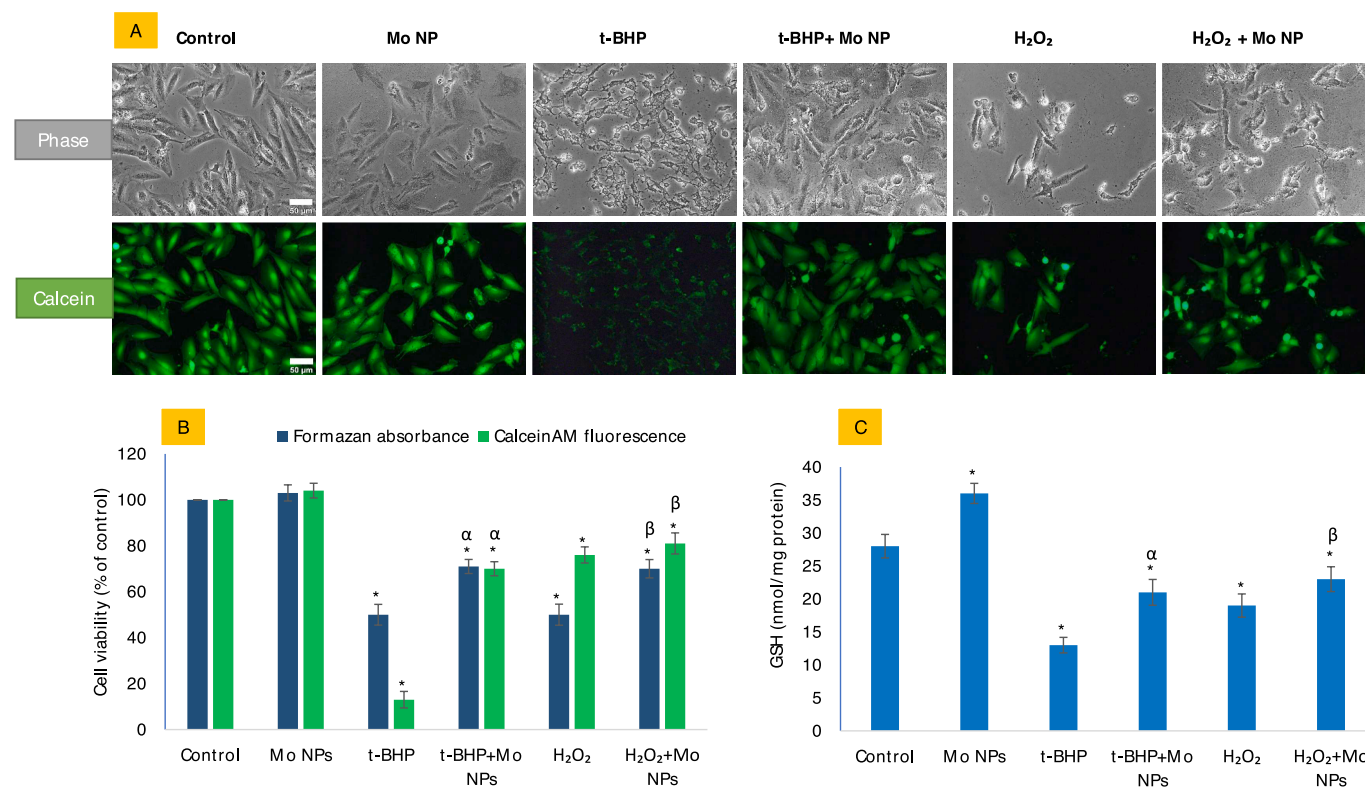 A
Control
Mo NP
t-BHP
t-BHP+ Mo NP
H₂O₂
H₂O₂ + Mo NP
Phase
50 µm
Calcein
50 µm
B
Formazan absorbance
CalceinAM fluorescence
Cell viability (% of control)
120
100
80
60
40
20
0
*
*
α
*
α
*
*
*
β
*
β
*
Control
Mo NPs
t-BHP
t-BHP+Mo
NPs
H₂O₂
H₂O₂+Mo
NPs
C
GSH (nmol/mg protein)
40
35
30
25
20
15
10
5
0
*
*
α
*
*
β
*
Control
Mo NPs
t-BHP
t-BHP+Mo
NPs
H₂O₂
H₂O₂+Mo
NPs